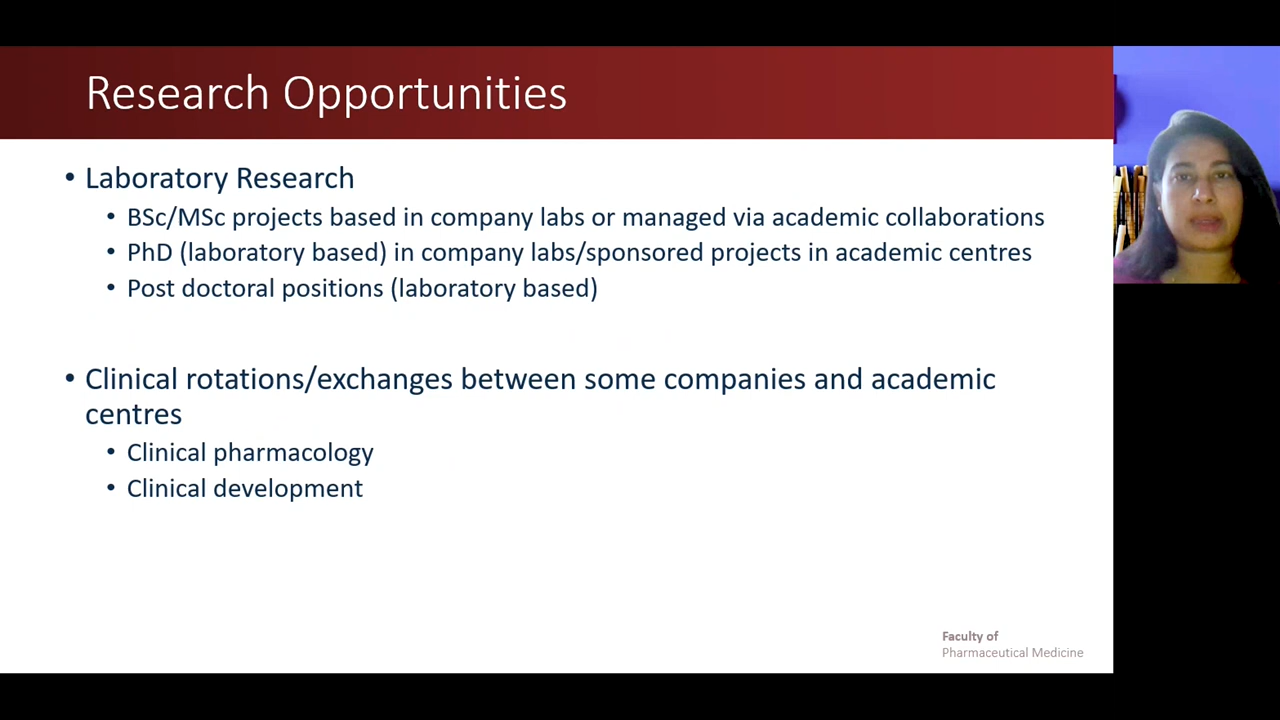 Research Opportunities
• Laboratory Research
• BSc/MSc projects based in company labs or managed via academic collaborations
• PhD (laboratory based) in company labs/sponsored projects in academic centres
• Post doctoral positions (laboratory based)
• Clinical rotations/exchanges between some companies and academic
centres
• Clinical pharmacology
• Clinical development
Faculty of
Pharmaceutical Medicine